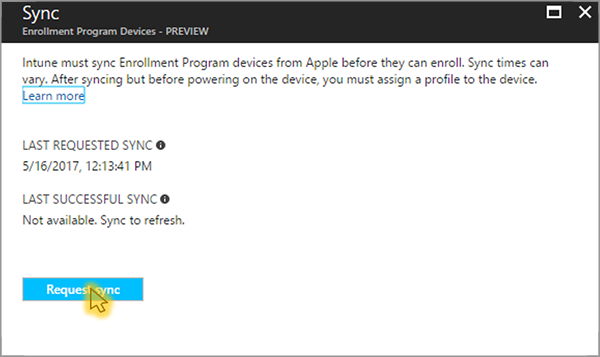 Sync
Enrollment Program Devices - PREVIEW
Intune must sync Enrollment Program devices from Apple before they can enroll. Sync times can
vary. After syncing but before powering on the device, you must assign a profile to the device.
Learn more
LAST REQUESTED SYNC
5/16/2017, 12:13:41 PM
LAST SUCCESSFUL SYNC
Not available. Sync to refresh.
Request sync